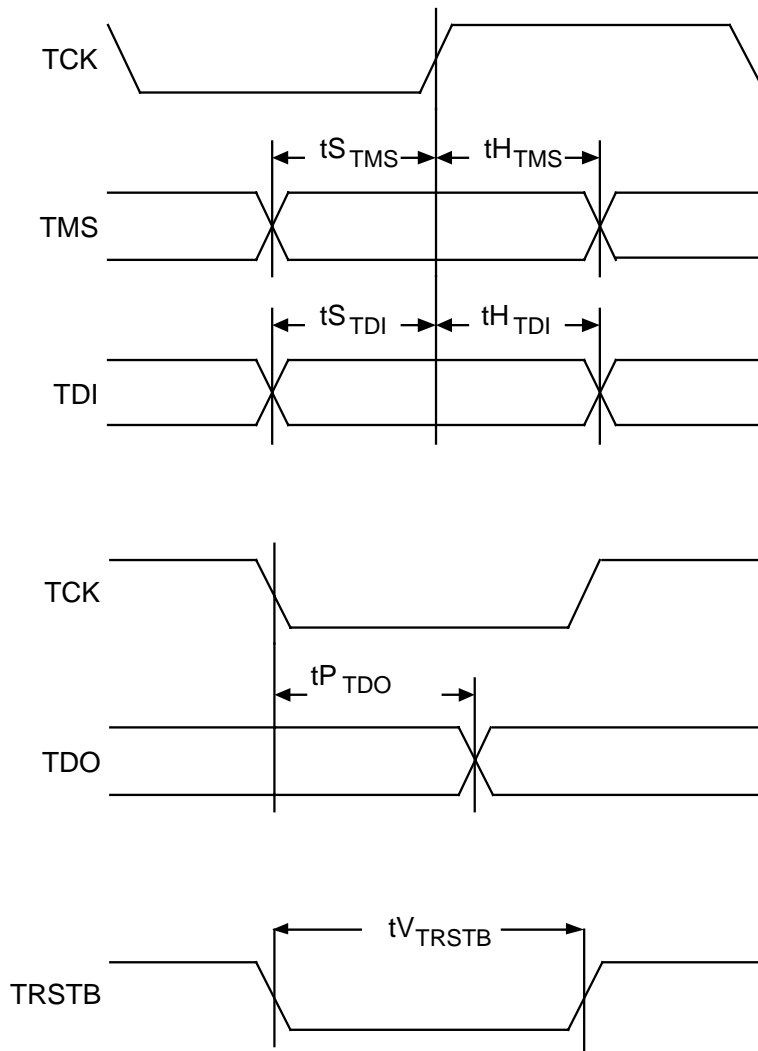 TCK
tS TMS tH TMS
TMS
tS TDI tH TDI
TDI
TCK
tP TDO
TDO
tV TRSTB
TRSTB